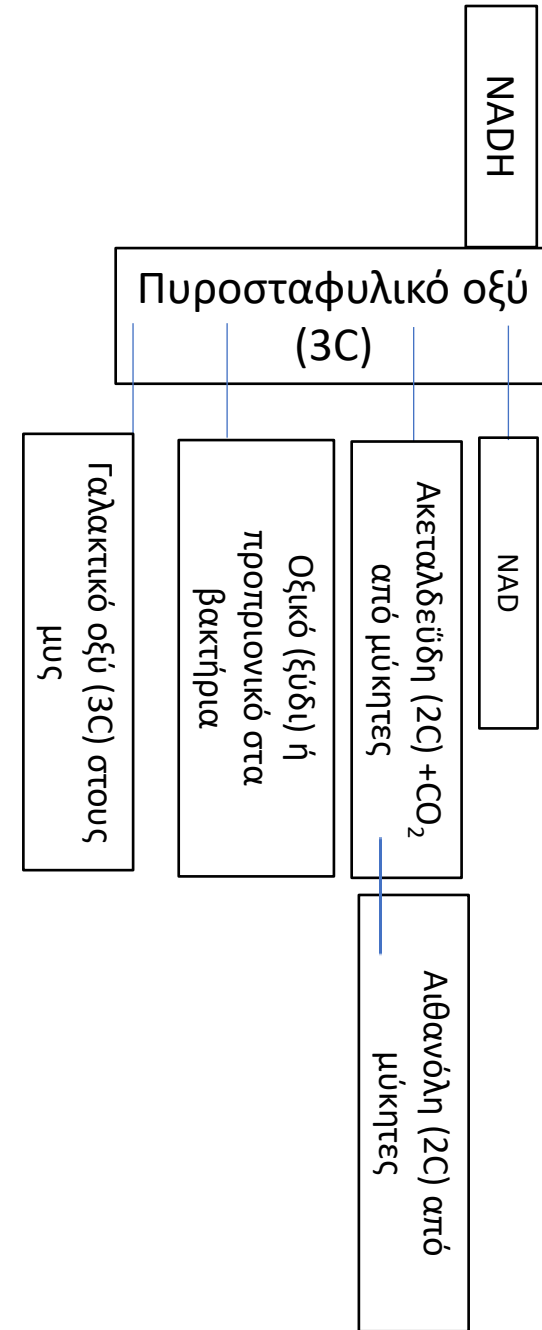 NADH
Πυροσταφυλικό οξύ
(3C)
Γαλακτικό οξύ (3C) στους
μυς
Οξικό (ξύδι) ή
προπριονικό στα
βακτήρια
Ακεταλδεΰδη (2C) +CO₂
από μύκητες
NAD
Αιθανόλη (2C) από
μύκητες